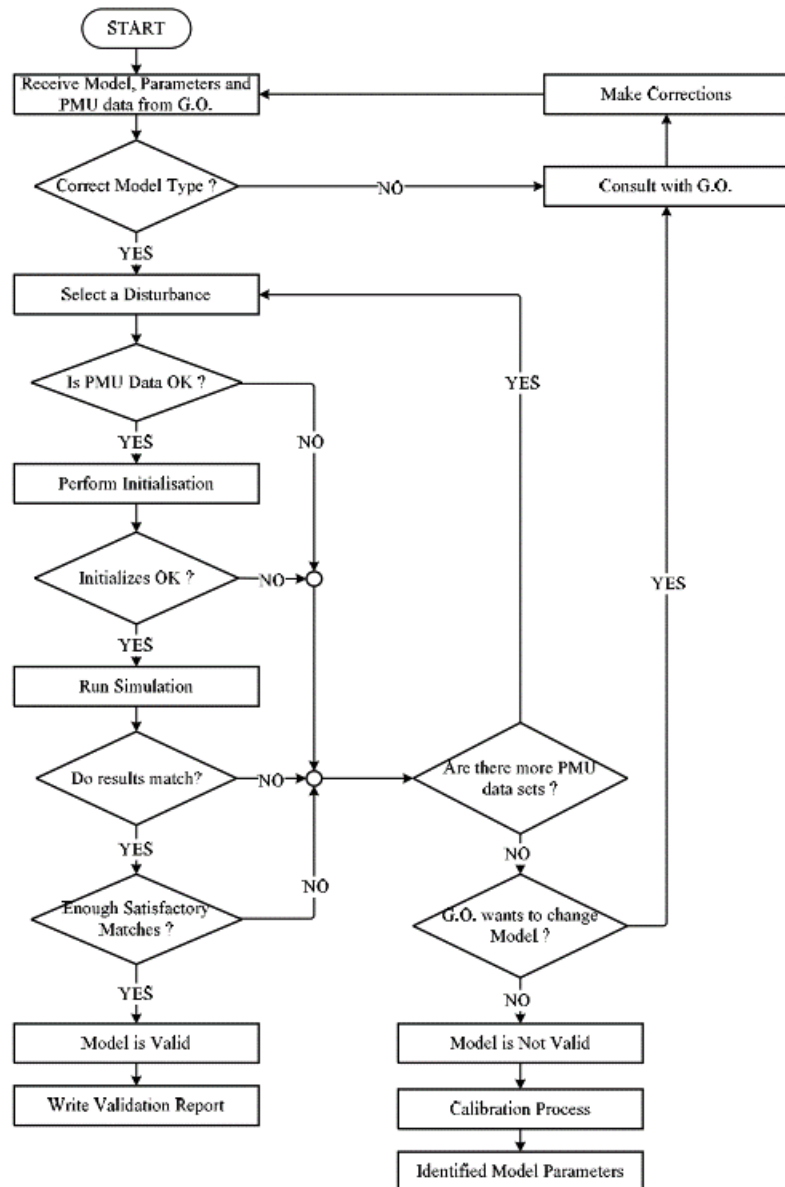 START
Receive Model, Parameters and
PMU data from G.O.
Make Corrections
Correct Model Type ?
NO
Consult with G.O.
YES
Select a Disturbance
Is PMU Data OK ?
YES
NO
YES
Perform Initialisation
Initializes OK ?
NO
YES
YES
Run Simulation
Do results match?
NO
Are there more PMU
data sets ?
YES
NO
NO
Enough Satisfactory
Matches ?
G.O. wants to change
Model ?
YES
NO
Model is Valid
Model is Not Valid
Write Validation Report
Calibration Process
Identified Model Parameters